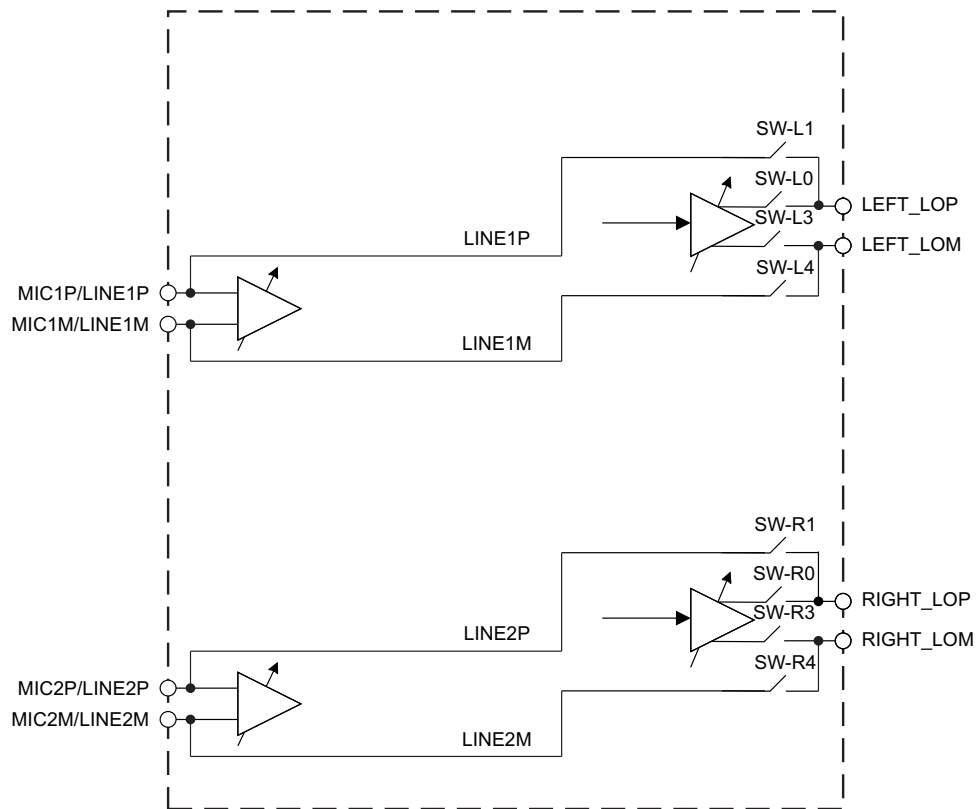 SW-L1
SW-L0
LEFT_LOP
SW-L3
LINE1P
LEFT_LOM
SW-L4
MIC1P/LINE1P
MIC1M/LINE1M
LINE1M
SW-R1
SW-R0
RIGHT_LOP
SW-R3
LINE2P
RIGHT_LOM
SW-R4
MIC2P/LINE2P
MIC2M/LINE2M
LINE2M